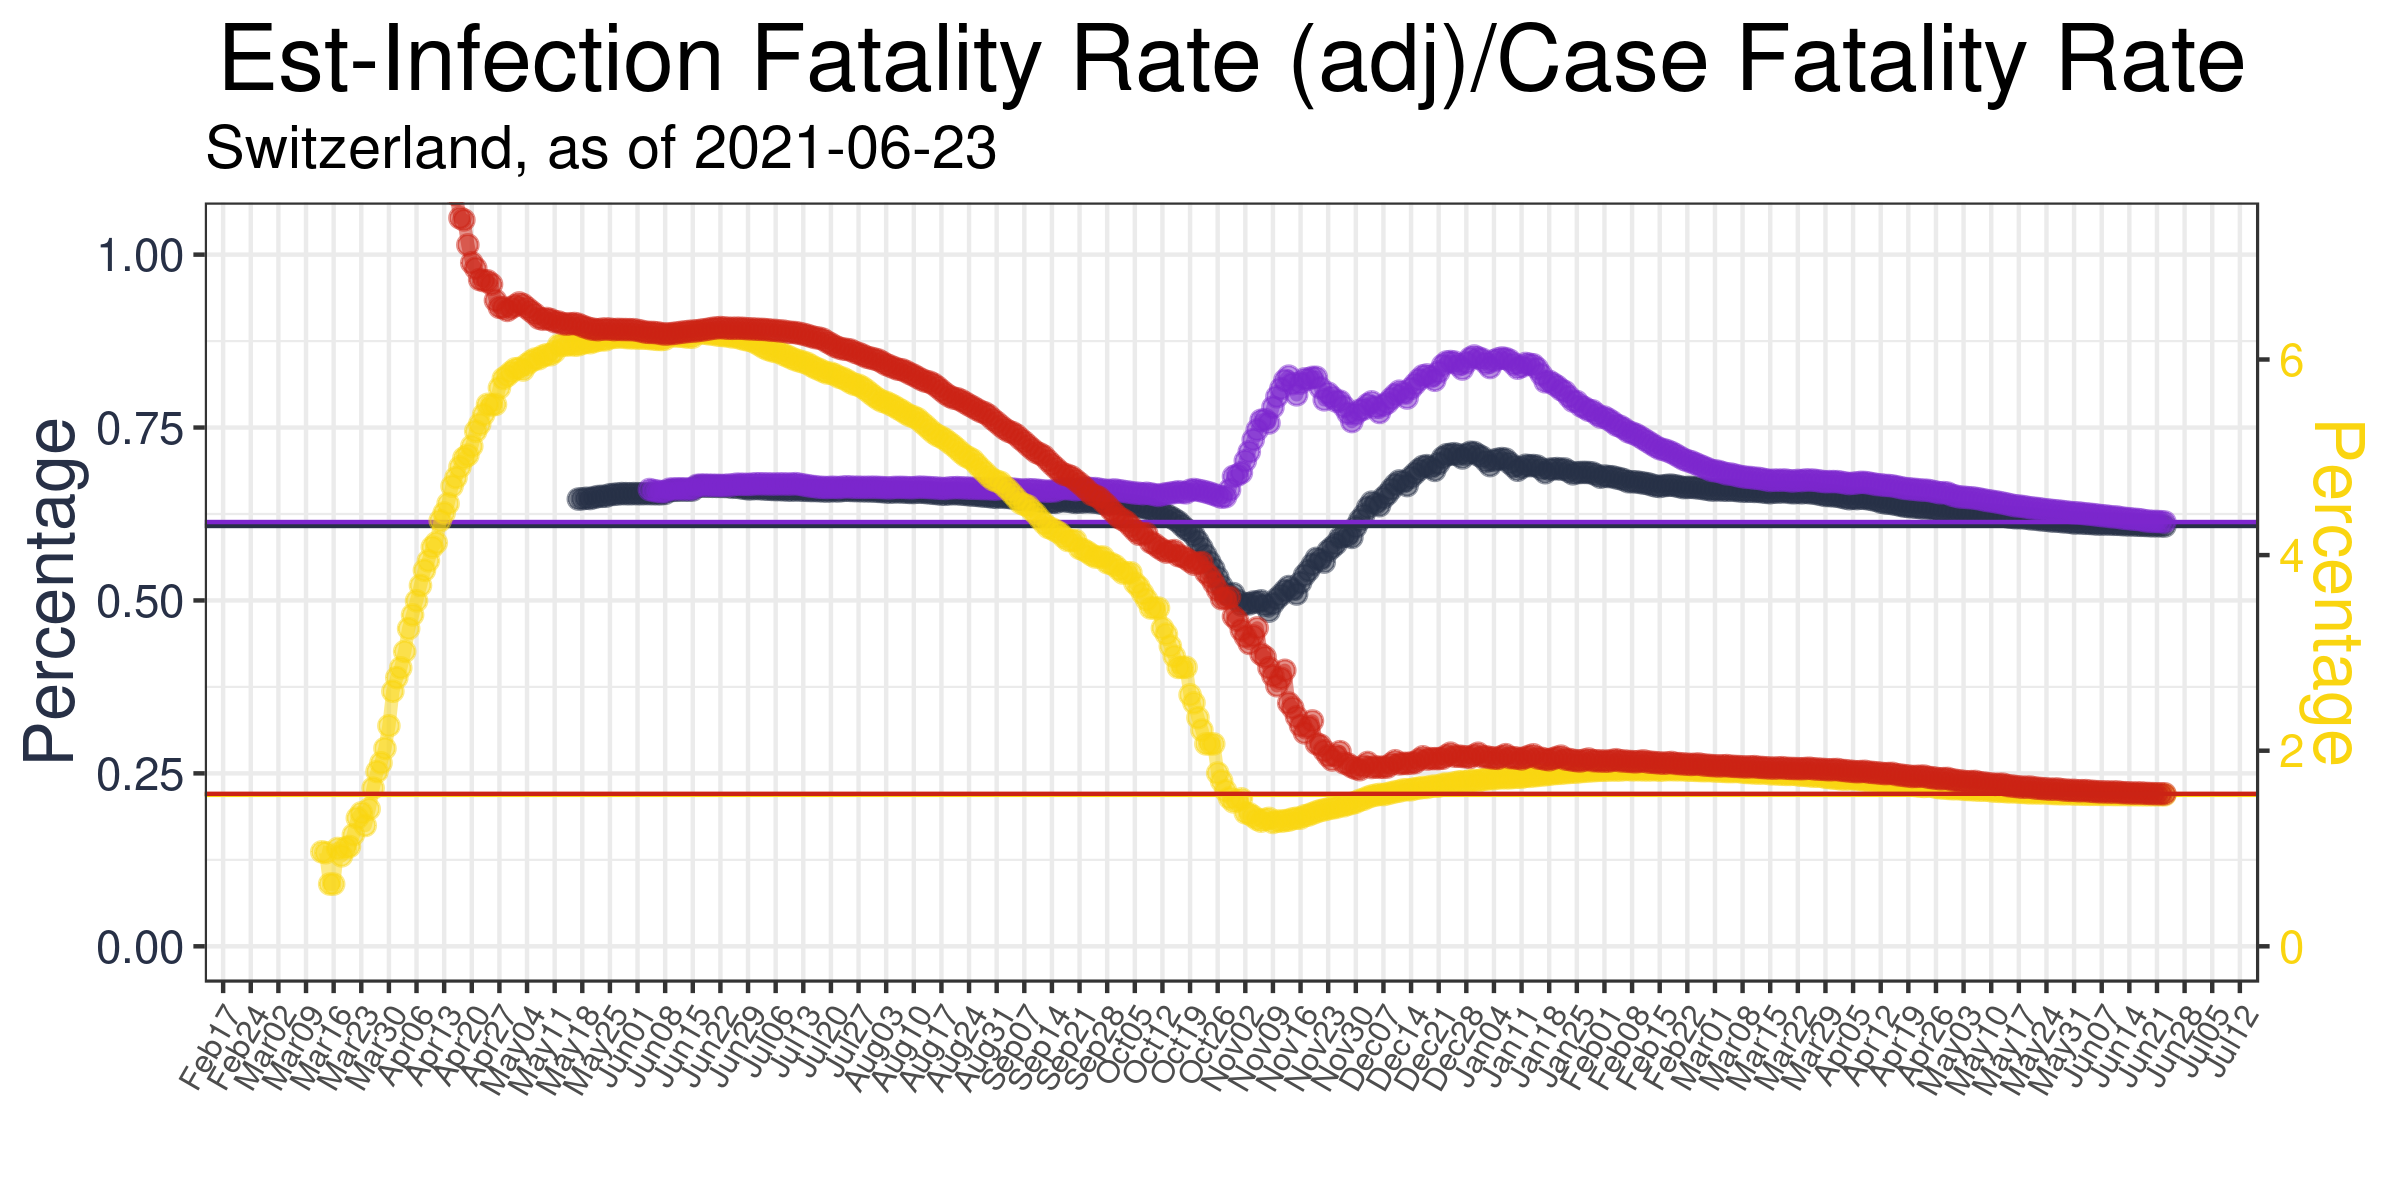 Est-Infection Fatality Rate (adj)/Case Fatality Rate
Switzerland, as of 2021-06-23
Percentage
1.00
0.75
0.50
0.25
0.00
6
4
2
0
Percentage
Feb17
Feb24
Mar02
Mar09
Mar16
Mar23
Mar30
Apr06
Apr13
Apr20
Apr27
May04
May11
May18
May25
Jun01
Jun08
Jun15
Jun22
Jun29
Jul06
Jul13
Jul20
Jul27
Aug03
Aug10
Aug17
Aug24
Aug31
Sep07
Sep14
Sep21
Sep28
Oct05
Oct12
Oct19
Oct26
Nov02
Nov09
Nov16
Nov23
Nov30
Dec07
Dec14
Dec21
Dec28
Jan04
Jan11
Jan18
Jan25
Feb01
Feb08
Feb15
Feb22
Mar01
Mar08
Mar15
Mar22
Mar29
Apr05
Apr12
Apr19
Apr26
May03
May10
May17
May24
May31
Jun07
Jun14
Jun21
Jun28
Jul05
Jul12